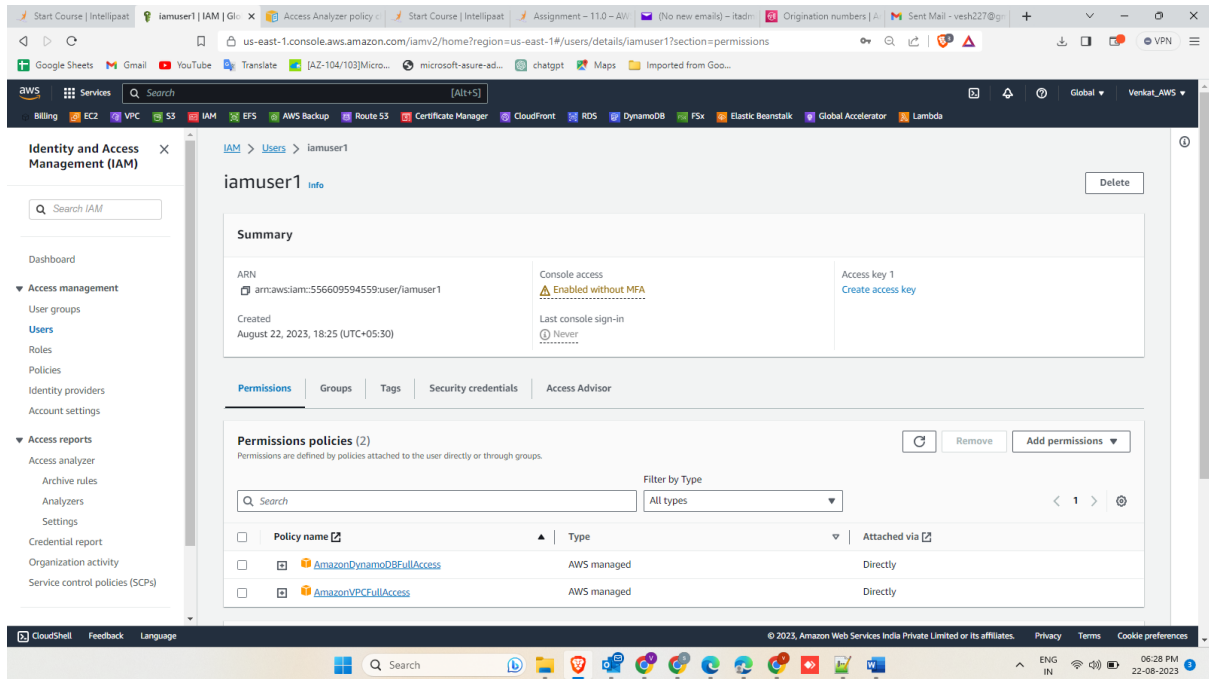 Start Course | Intellipaat
iamuser1 | IAM | Glo
Access Analyzer policy c
Start Course | Intellipaat
Assignment – 11.0 – AW
(No new emails) – itadm
Origination numbers | A
Sent Mail - vesh227@gm
us-east-1.console.aws.amazon.com/iamv2/home?region=us-east-1#/users/details/iamuser1?section=permissions
VPN
Google Sheets Gmail YouTube Translate [AZ-104/103]Micro... microsoft-asure-ad... chatgpt Maps Imported from Goo...
aws Services Search [Alt+S] Global Venkat_AWS
Billing EC2 VPC S3 IAM EFS AWS Backup Route 53 Certificate Manager CloudFront RDS DynamoDB FSx Elastic Beanstalk Global Accelerator Lambda
Identity and Access
Management (IAM)
Search IAM
Dashboard
Access management
User groups
Users
Roles
Policies
Identity providers
Account settings
Access reports
Access analyzer
Archive rules
Analyzers
Settings
Credential report
Organization activity
Service control policies (SCPs)
IAM > Users > iamuser1
iamuser1 Info
Delete
Summary
ARN
arn:aws:iam::556609594559:user/iamuser1
Created
August 22, 2023, 18:25 (UTC+05:30)
Console access
Enabled without MFA
Last console sign-in
Never
Access key 1
Create access key
Permissions Groups Tags Security credentials Access Advisor
Permissions policies (2)
Permissions are defined by policies attached to the user directly or through groups.
Remove
Add permissions
Filter by Type
Search
All types
1
Policy name Type Attached via
AmazonDynamoDBFullAccess AWS managed Directly
AmazonVPCFullAccess AWS managed Directly
CloudShell Feedback Language © 2023, Amazon Web Services India Private Limited or its affiliates. Privacy Terms Cookie preferences
Search
ENG
IN
06:28 PM
22-08-2023
3